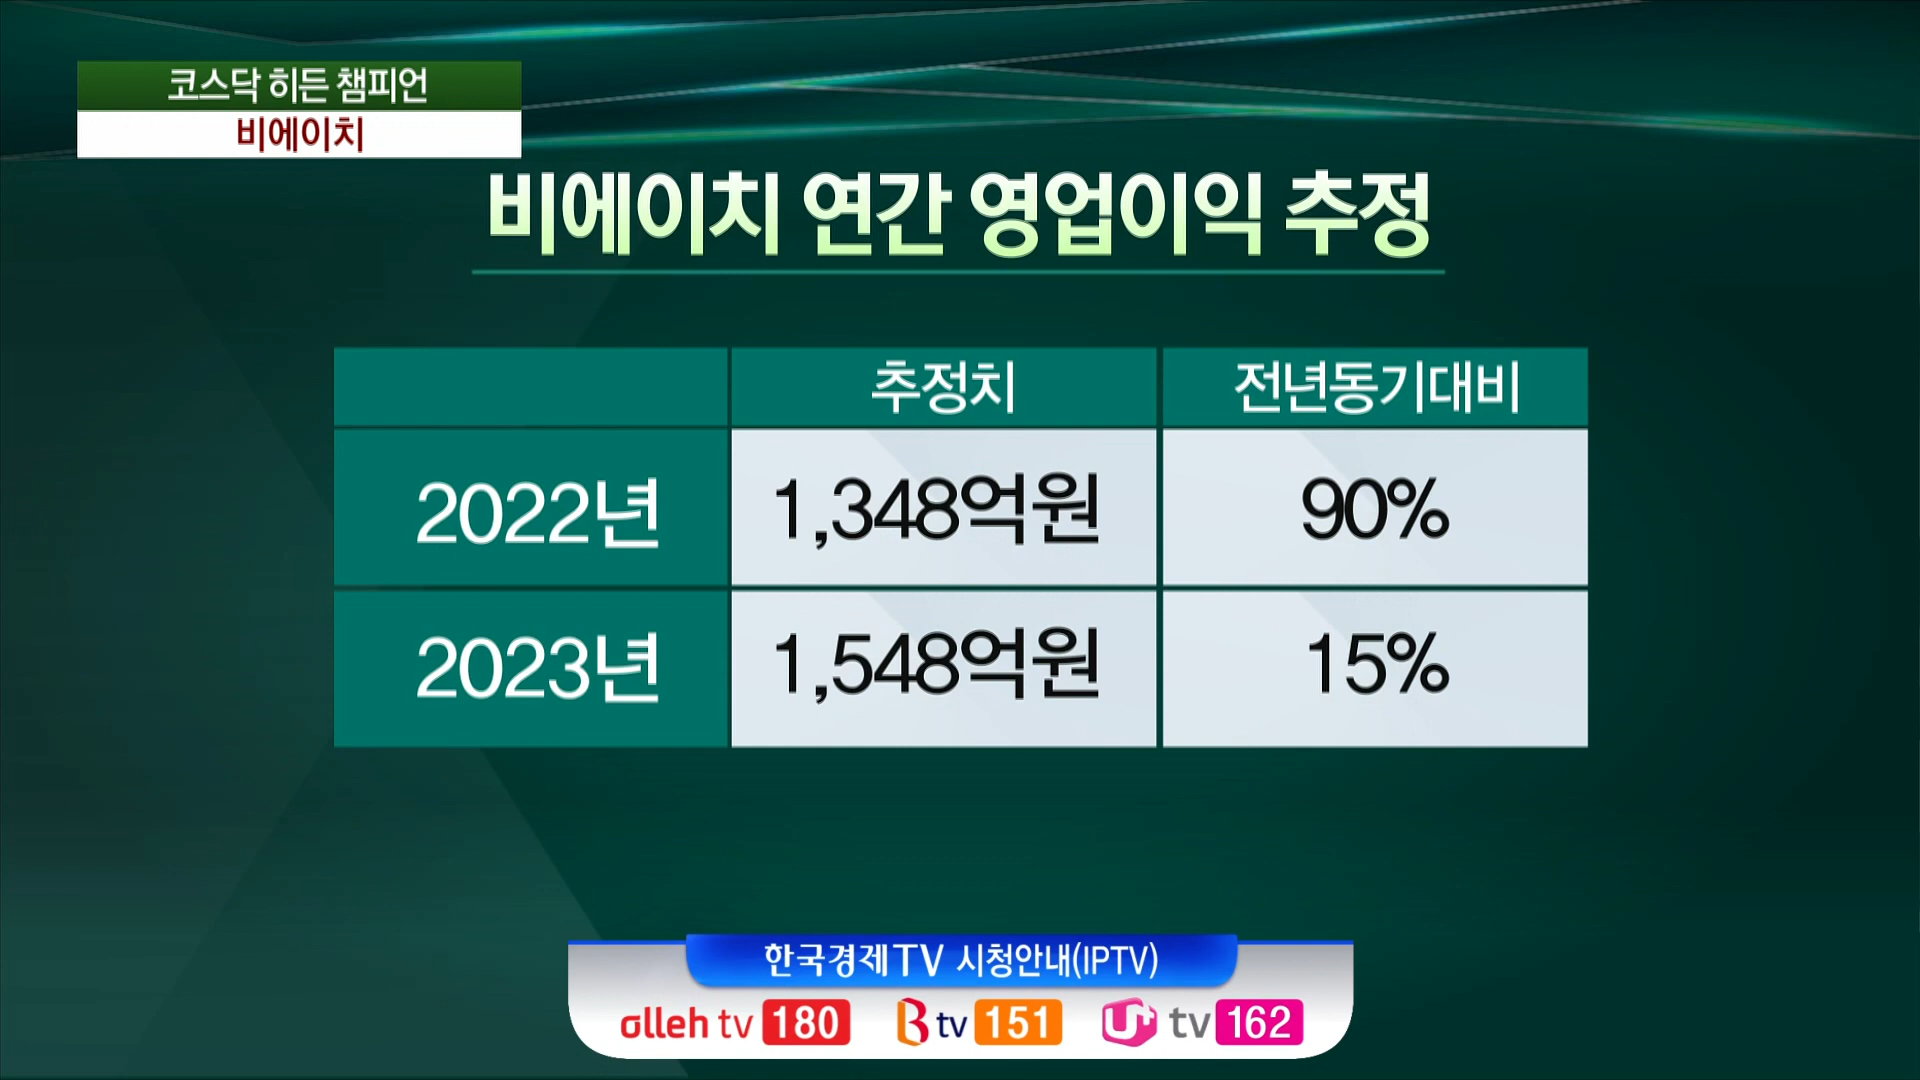 코스닥 히든 챔피언
비에이치
비에이치 연간 영업이익 추정
추정치 전년동기대비
2022년 1,348억원 90%
2023년 1,548억원 15%
한국경제TV 시청안내(IPTV)
olleh tv 180 B tv 151 U+ tv 162